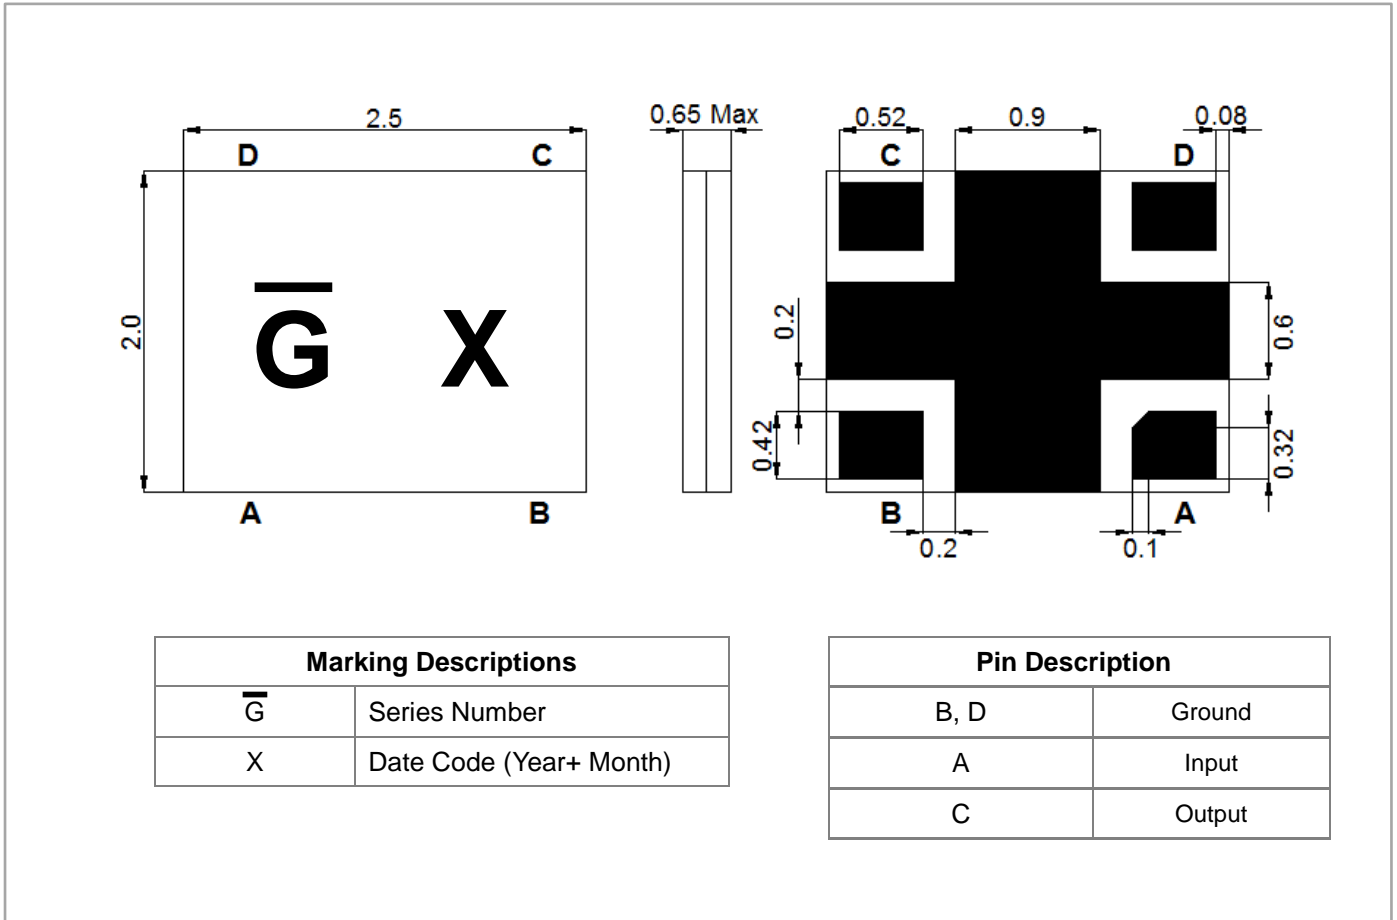 2.5
0.65 Max
0.52
0.9
0.08
D C
C D
2.0
G̅ X
0.2
0.6
0.42
0.32
A B
B A
0.2
0.1
Marking Descriptions
G̅ Series Number
X Date Code (Year+ Month)
Pin Description
B, D Ground
A Input
C Output